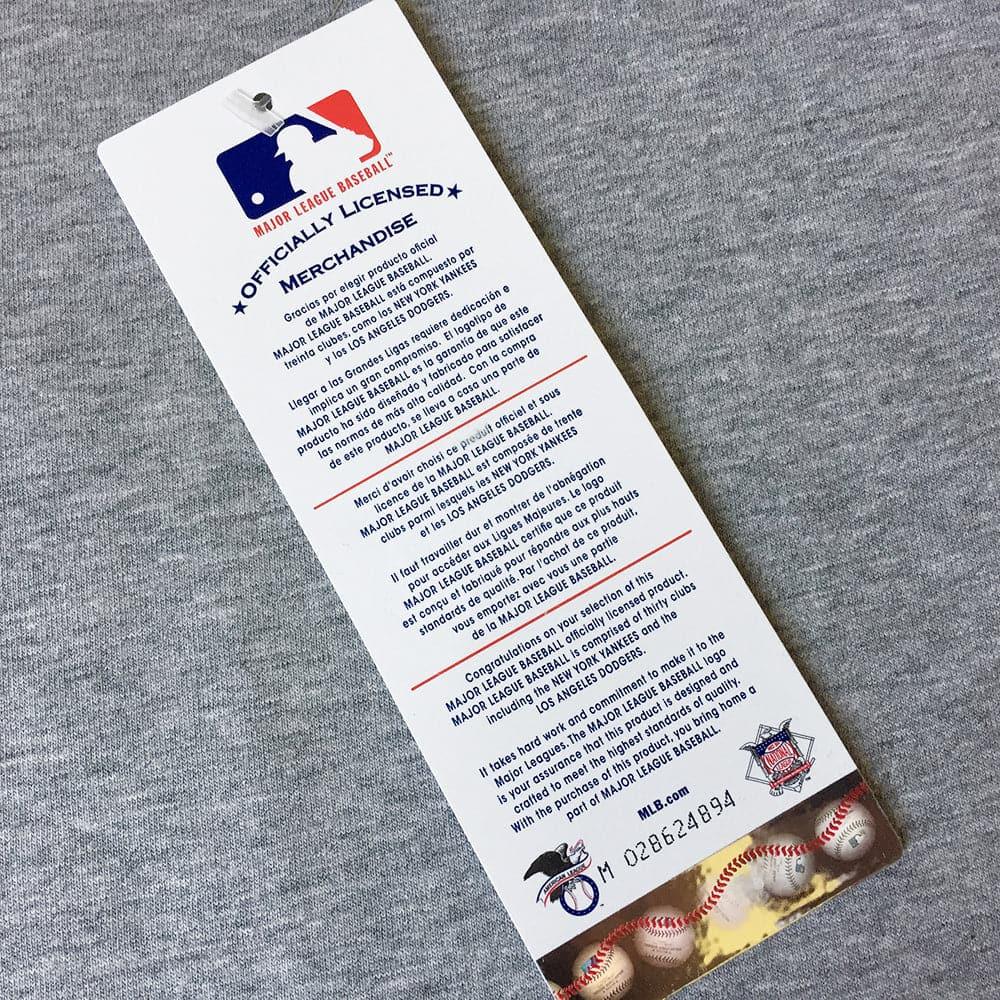 MAJOR LEAGUE BASEBALL™
★ OFFICIALLY LICENSED ★
MERCHANDISE
Gracias por elegir producto oficial
de MAJOR LEAGUE BASEBALL.
MAJOR LEAGUE BASEBALL está compuesto por
treinta clubes, como los NEW YORK YANKEES
y los LOS ANGELES DODGERS.
Llegar a las Grandes Ligas requiere dedicación e
implica un gran compromiso. El logotipo de
MAJOR LEAGUE BASEBALL es la garantía de que este
producto ha sido diseñado y fabricado para satisfacer
las normas de más alta calidad. Con la compra
de este producto, se lleva a casa una parte de
MAJOR LEAGUE BASEBALL.
Merci d'avoir choisi ce produit officiel et sous
licence de la MAJOR LEAGUE BASEBALL.
MAJOR LEAGUE BASEBALL est composée de trente
clubs parmi lesquels les NEW YORK YANKEES
et les LOS ANGELES DODGERS.
Il faut travailler dur et montrer de l'abnégation
pour accéder aux Ligues Majeures. Le logo
MAJOR LEAGUE BASEBALL certifie que ce produit
est conçu et fabriqué pour répondre aux plus hauts
standards de qualité. Par l'achat de ce produit,
vous emportez avec vous une partie
de la MAJOR LEAGUE BASEBALL.
Congratulations on your selection of this
MAJOR LEAGUE BASEBALL officially licensed product.
MAJOR LEAGUE BASEBALL is comprised of thirty clubs
including the NEW YORK YANKEES and the
LOS ANGELES DODGERS.
It takes hard work and commitment to make it to the
Major Leagues. The MAJOR LEAGUE BASEBALL logo
is your assurance that this product is designed and
crafted to meet the highest standards of quality.
With the purchase of this product, you bring home a
part of MAJOR LEAGUE BASEBALL.
MLB.com
NATIONAL LEAGUE
AMERICAN LEAGUE
M 028624894